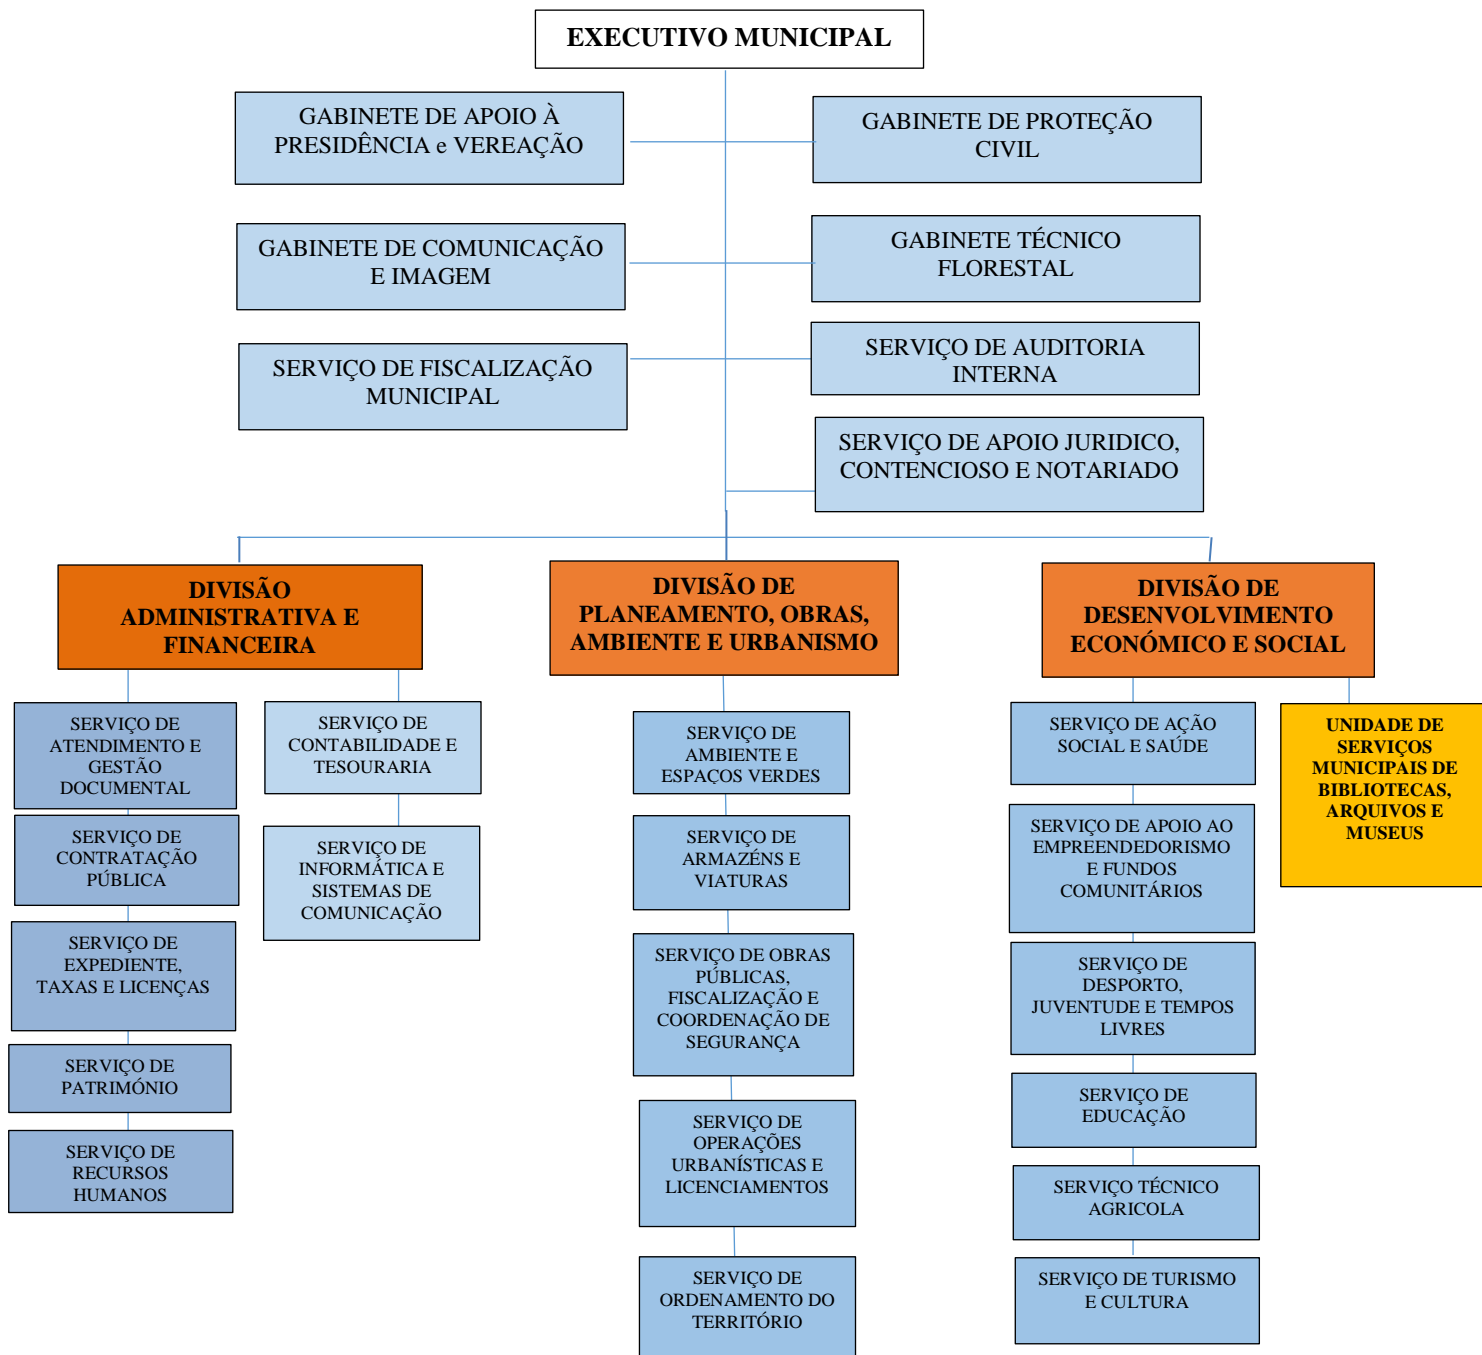 EXECUTIVO MUNICIPAL
GABINETE DE APOIO À
PRESIDÊNCIA e VEREAÇÃO
GABINETE DE PROTEÇÃO
CIVIL
GABINETE DE COMUNICAÇÃO
E IMAGEM
GABINETE TÉCNICO
FLORESTAL
SERVIÇO DE FISCALIZAÇÃO
MUNICIPAL
SERVIÇO DE AUDITORIA
INTERNA
SERVIÇO DE APOIO JURIDICO,
CONTENCIOSO E NOTARIADO
DIVISÃO
ADMINISTRATIVA E
FINANCEIRA
DIVISÃO DE
PLANEAMENTO, OBRAS,
AMBIENTE E URBANISMO
DIVISÃO DE
DESENVOLVIMENTO
ECONÓMICO E SOCIAL
SERVIÇO DE
ATENDIMENTO E
GESTÃO
DOCUMENTAL
SERVIÇO DE
CONTRATAÇÃO
PÚBLICA
SERVIÇO DE
EXPEDIENTE,
TAXAS E LICENÇAS
SERVIÇO DE
PATRIMÓNIO
SERVIÇO DE
RECURSOS
HUMANOS
SERVIÇO DE
CONTABILIDADE E
TESOURARIA
SERVIÇO DE
INFORMÁTICA E
SISTEMAS DE
COMUNICAÇÃO
SERVIÇO DE
AMBIENTE E
ESPAÇOS VERDES
SERVIÇO DE
ARMAZÉNS E
VIATURAS
SERVIÇO DE OBRAS
PÚBLICAS,
FISCALIZAÇÃO E
COORDENAÇÃO DE
SEGURANÇA
SERVIÇO DE
OPERAÇÕES
URBANÍSTICAS E
LICENCIAMENTOS
SERVIÇO DE
ORDENAMENTO DO
TERRITÓRIO
SERVIÇO DE AÇÃO
SOCIAL E SAÚDE
SERVIÇO DE APOIO AO
EMPREENDEDORISMO
E FUNDOS
COMUNITÁRIOS
SERVIÇO DE
DESPORTO,
JUVENTUDE E TEMPOS
LIVRES
SERVIÇO DE
EDUCAÇÃO
SERVIÇO TÉCNICO
AGRICOLA
SERVIÇO DE TURISMO
E CULTURA
UNIDADE DE
SERVIÇOS
MUNICIPAIS DE
BIBLIOTECAS,
ARQUIVOS E
MUSEUS